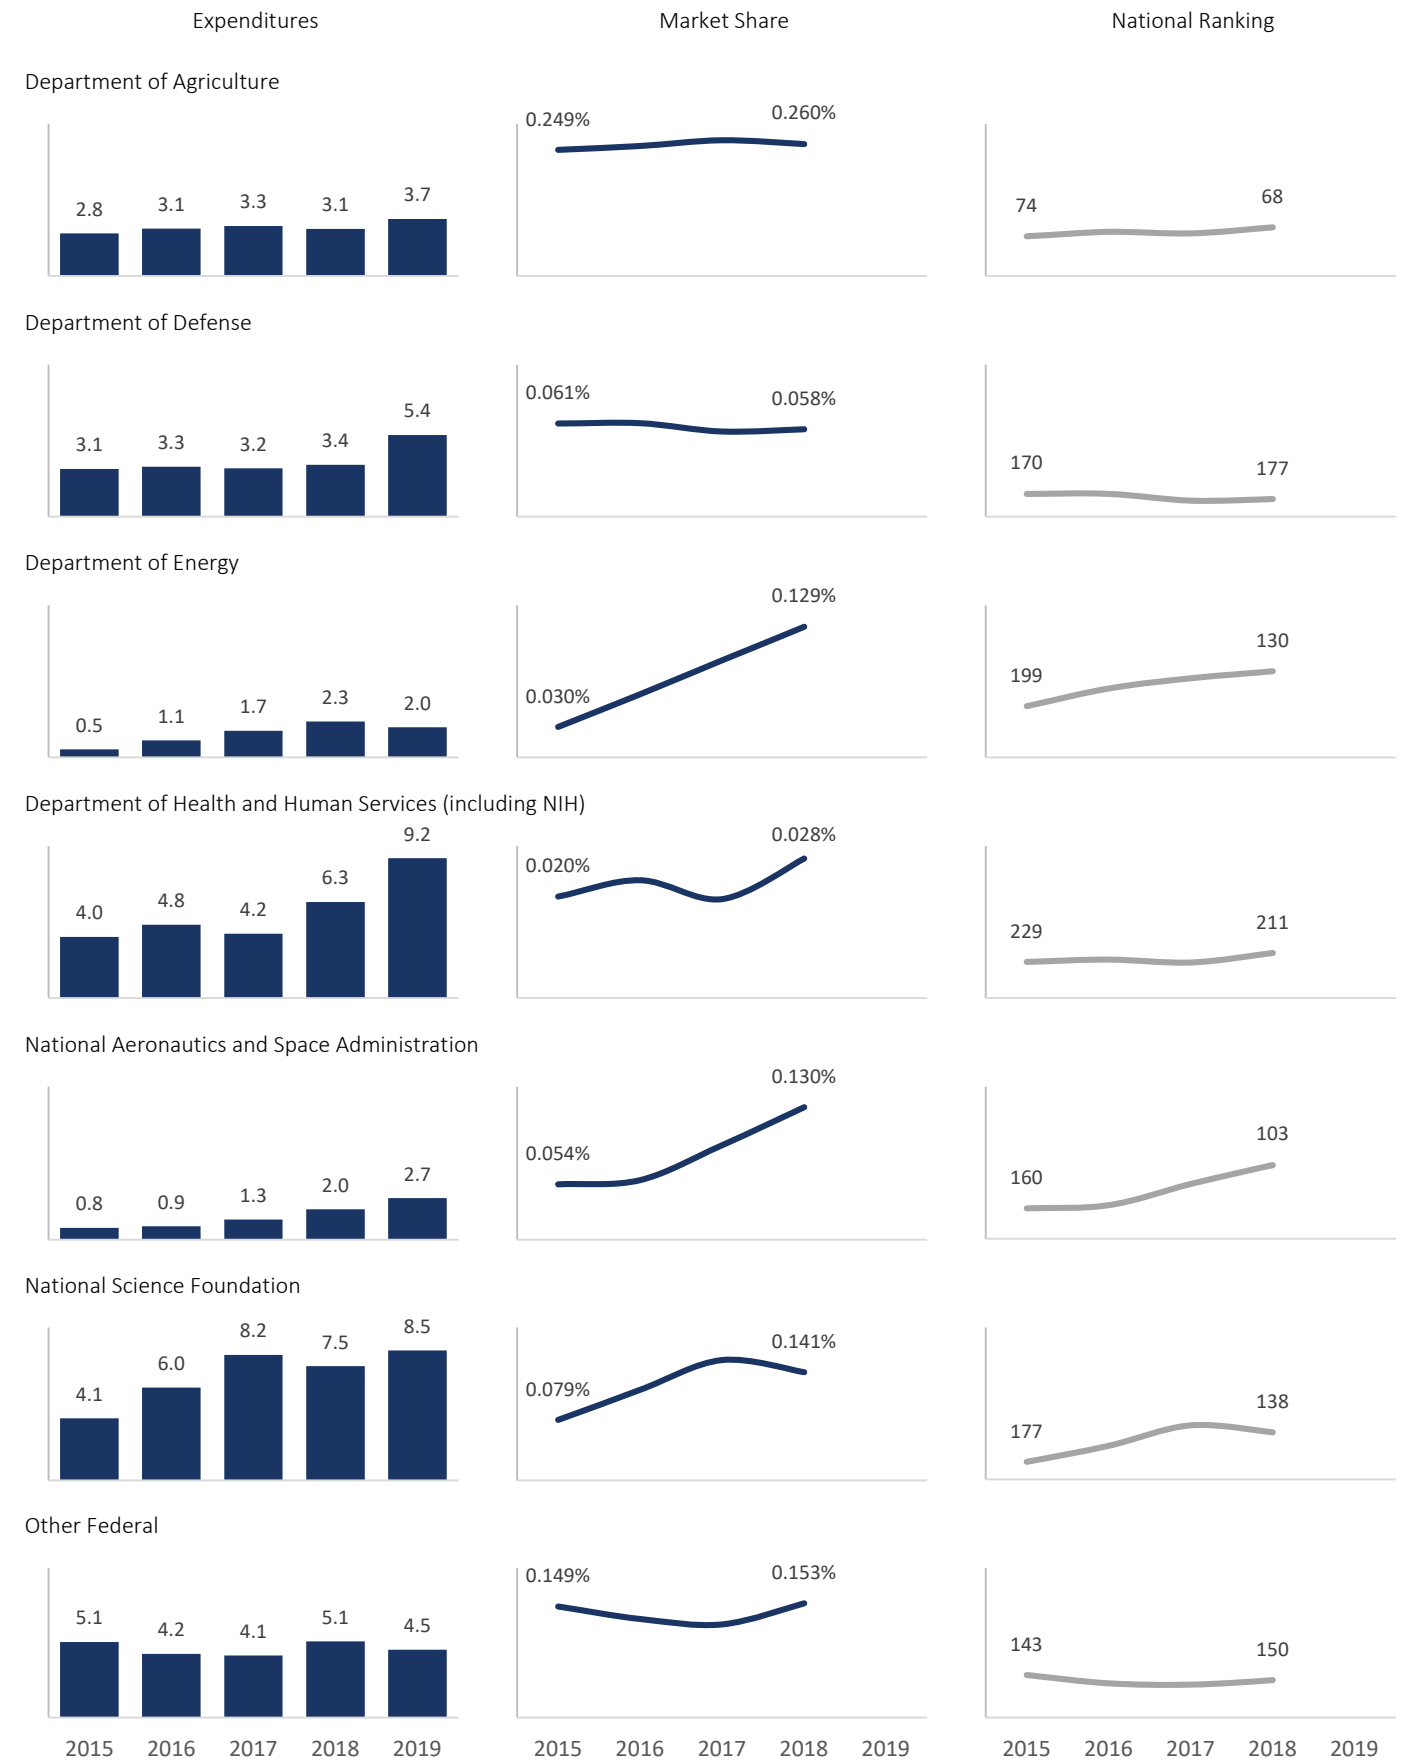 Expenditures Market Share National Ranking
Department of Agriculture
2.8 3.1 3.3 3.1 3.7
0.249% 0.260%
74 68
Department of Defense
3.1 3.3 3.2 3.4 5.4
0.061% 0.058%
170 177
Department of Energy
0.5 1.1 1.7 2.3 2.0
0.030% 0.129%
199 130
Department of Health and Human Services (including NIH)
4.0 4.8 4.2 6.3 9.2
0.020% 0.028%
229 211
National Aeronautics and Space Administration
0.8 0.9 1.3 2.0 2.7
0.054% 0.130%
160 103
National Science Foundation
4.1 6.0 8.2 7.5 8.5
0.079% 0.141%
177 138
Other Federal
5.1 4.2 4.1 5.1 4.5
0.149% 0.153%
143 150
2015 2016 2017 2018 2019 2015 2016 2017 2018 2019 2015 2016 2017 2018 2019